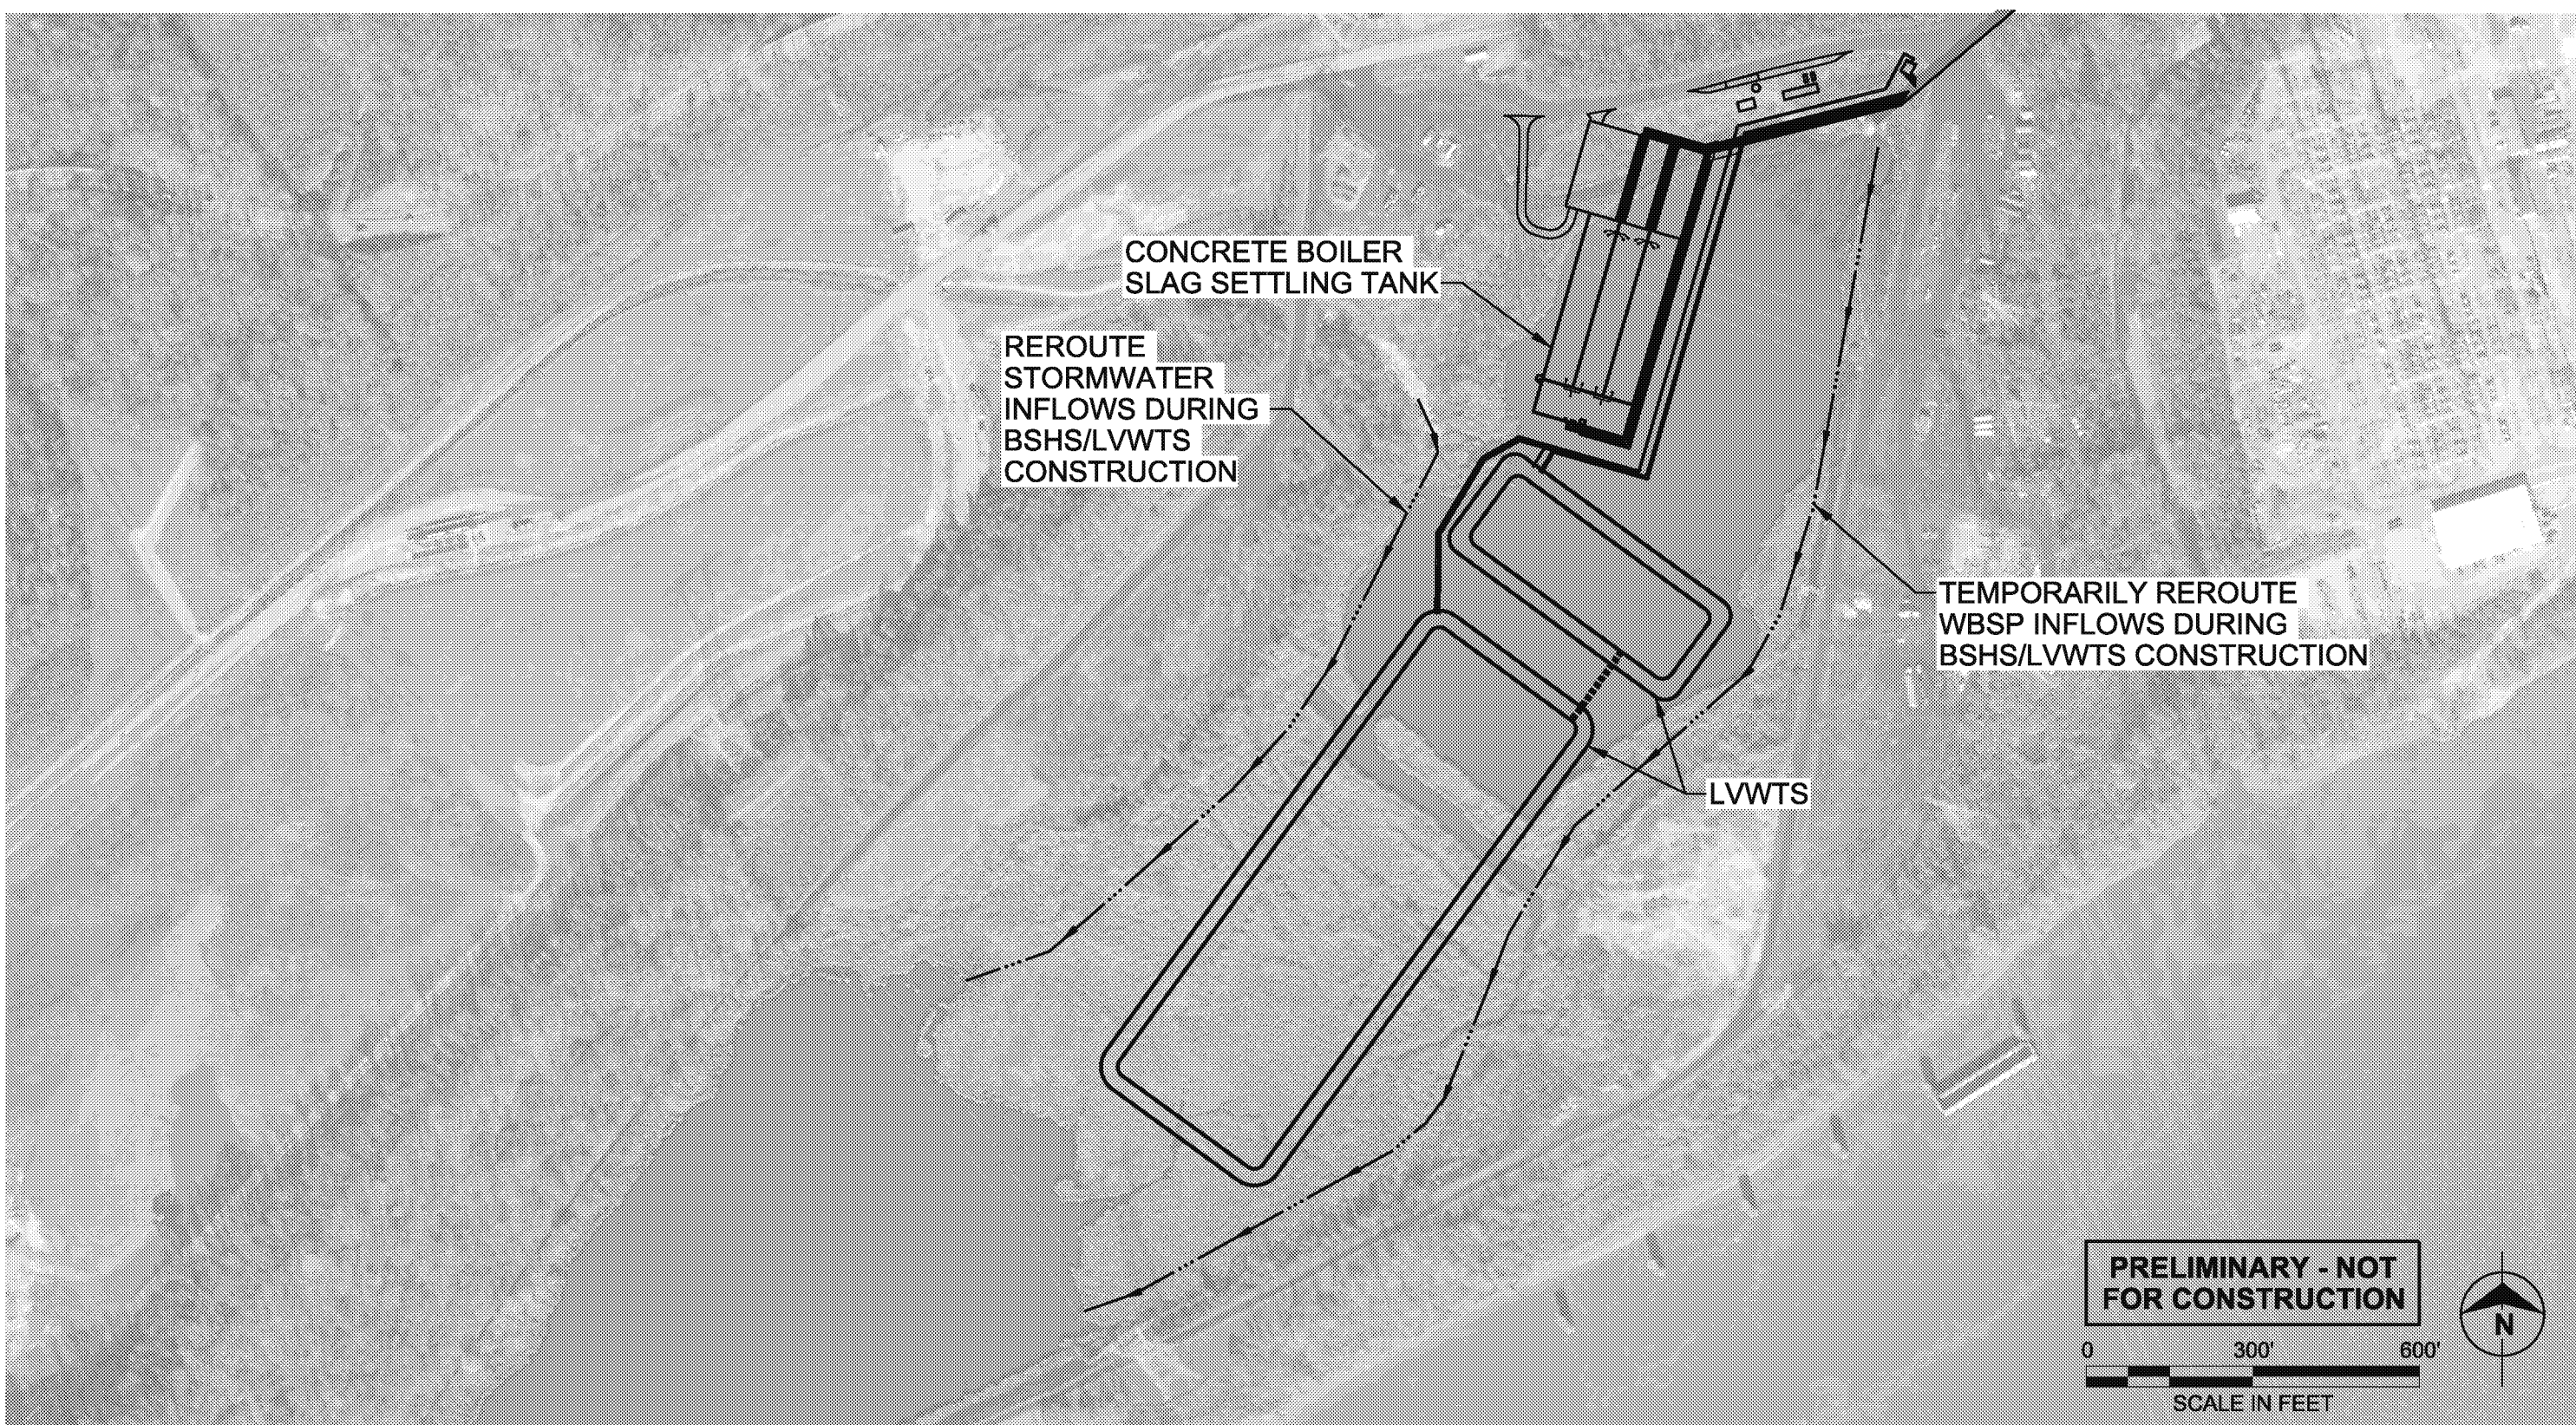 CONCRETE BOILER
SLAG SETTLING TANK
REROUTE
STORMWATER
INFLOWS DURING
BSHS/LVWTS
CONSTRUCTION
TEMPORARILY REROUTE
WBSP INFLOWS DURING
BSHS/LVWTS CONSTRUCTION
LVWTS
PRELIMINARY - NOT
FOR CONSTRUCTION
N
0 300' 600'
SCALE IN FEET